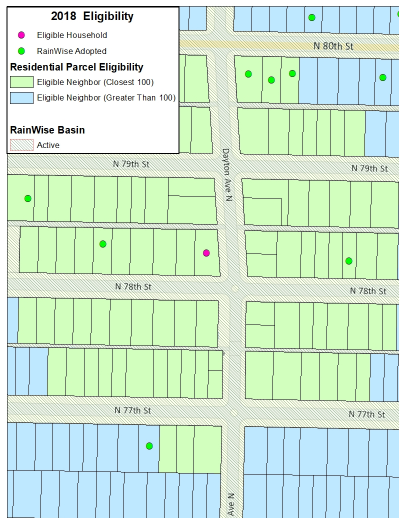 2018 Eligibility
Eligible Household
RainWise Adopted
Residential Parcel Eligibility
Eligible Neighbor (Closest 100)
Eligible Neighbor (Greater Than 100)
RainWise Basin
Active
N 80th St
N 79th St
N 79th St
Dayton Ave N
N 78th St
N 78th St
N 77th St
N 77th St
Ave N